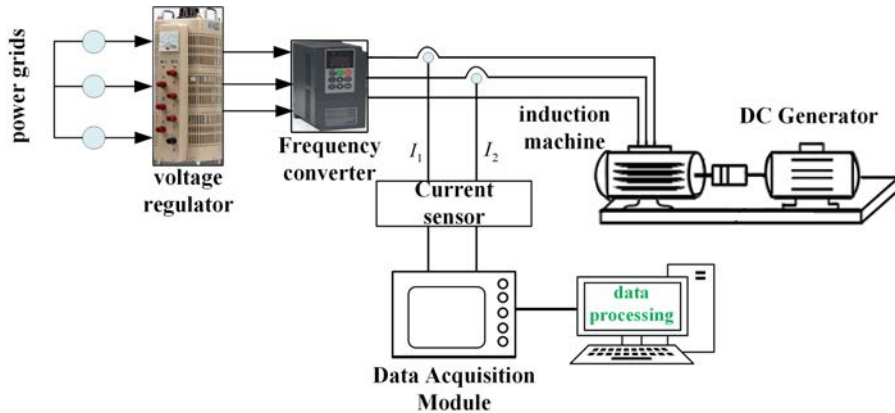 power grids
voltage
regulator
Frequency
converter
I1
I2
Current
sensor
induction
machine
DC Generator
data
processing
Data Acquisition
Module